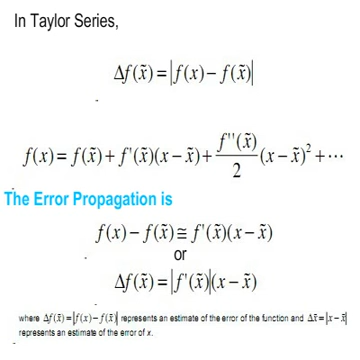 In Taylor Series,
Δf(x̃) = |f(x) − f(x̃)|
f(x) = f(x̃) + f'(x̃)(x − x̃) + f''(x̃)/2 (x − x̃)² + ⋯
The Error Propagation is
f(x) − f(x̃) ≅ f'(x̃)(x − x̃)
or
Δf(x̃) = |f'(x̃)|(x − x̃)
where Δf(x̃) = |f(x) − f(x̃)| represents an estimate of the error of the function and Δx̃ = |x − x̃|
represents an estimate of the error of x.